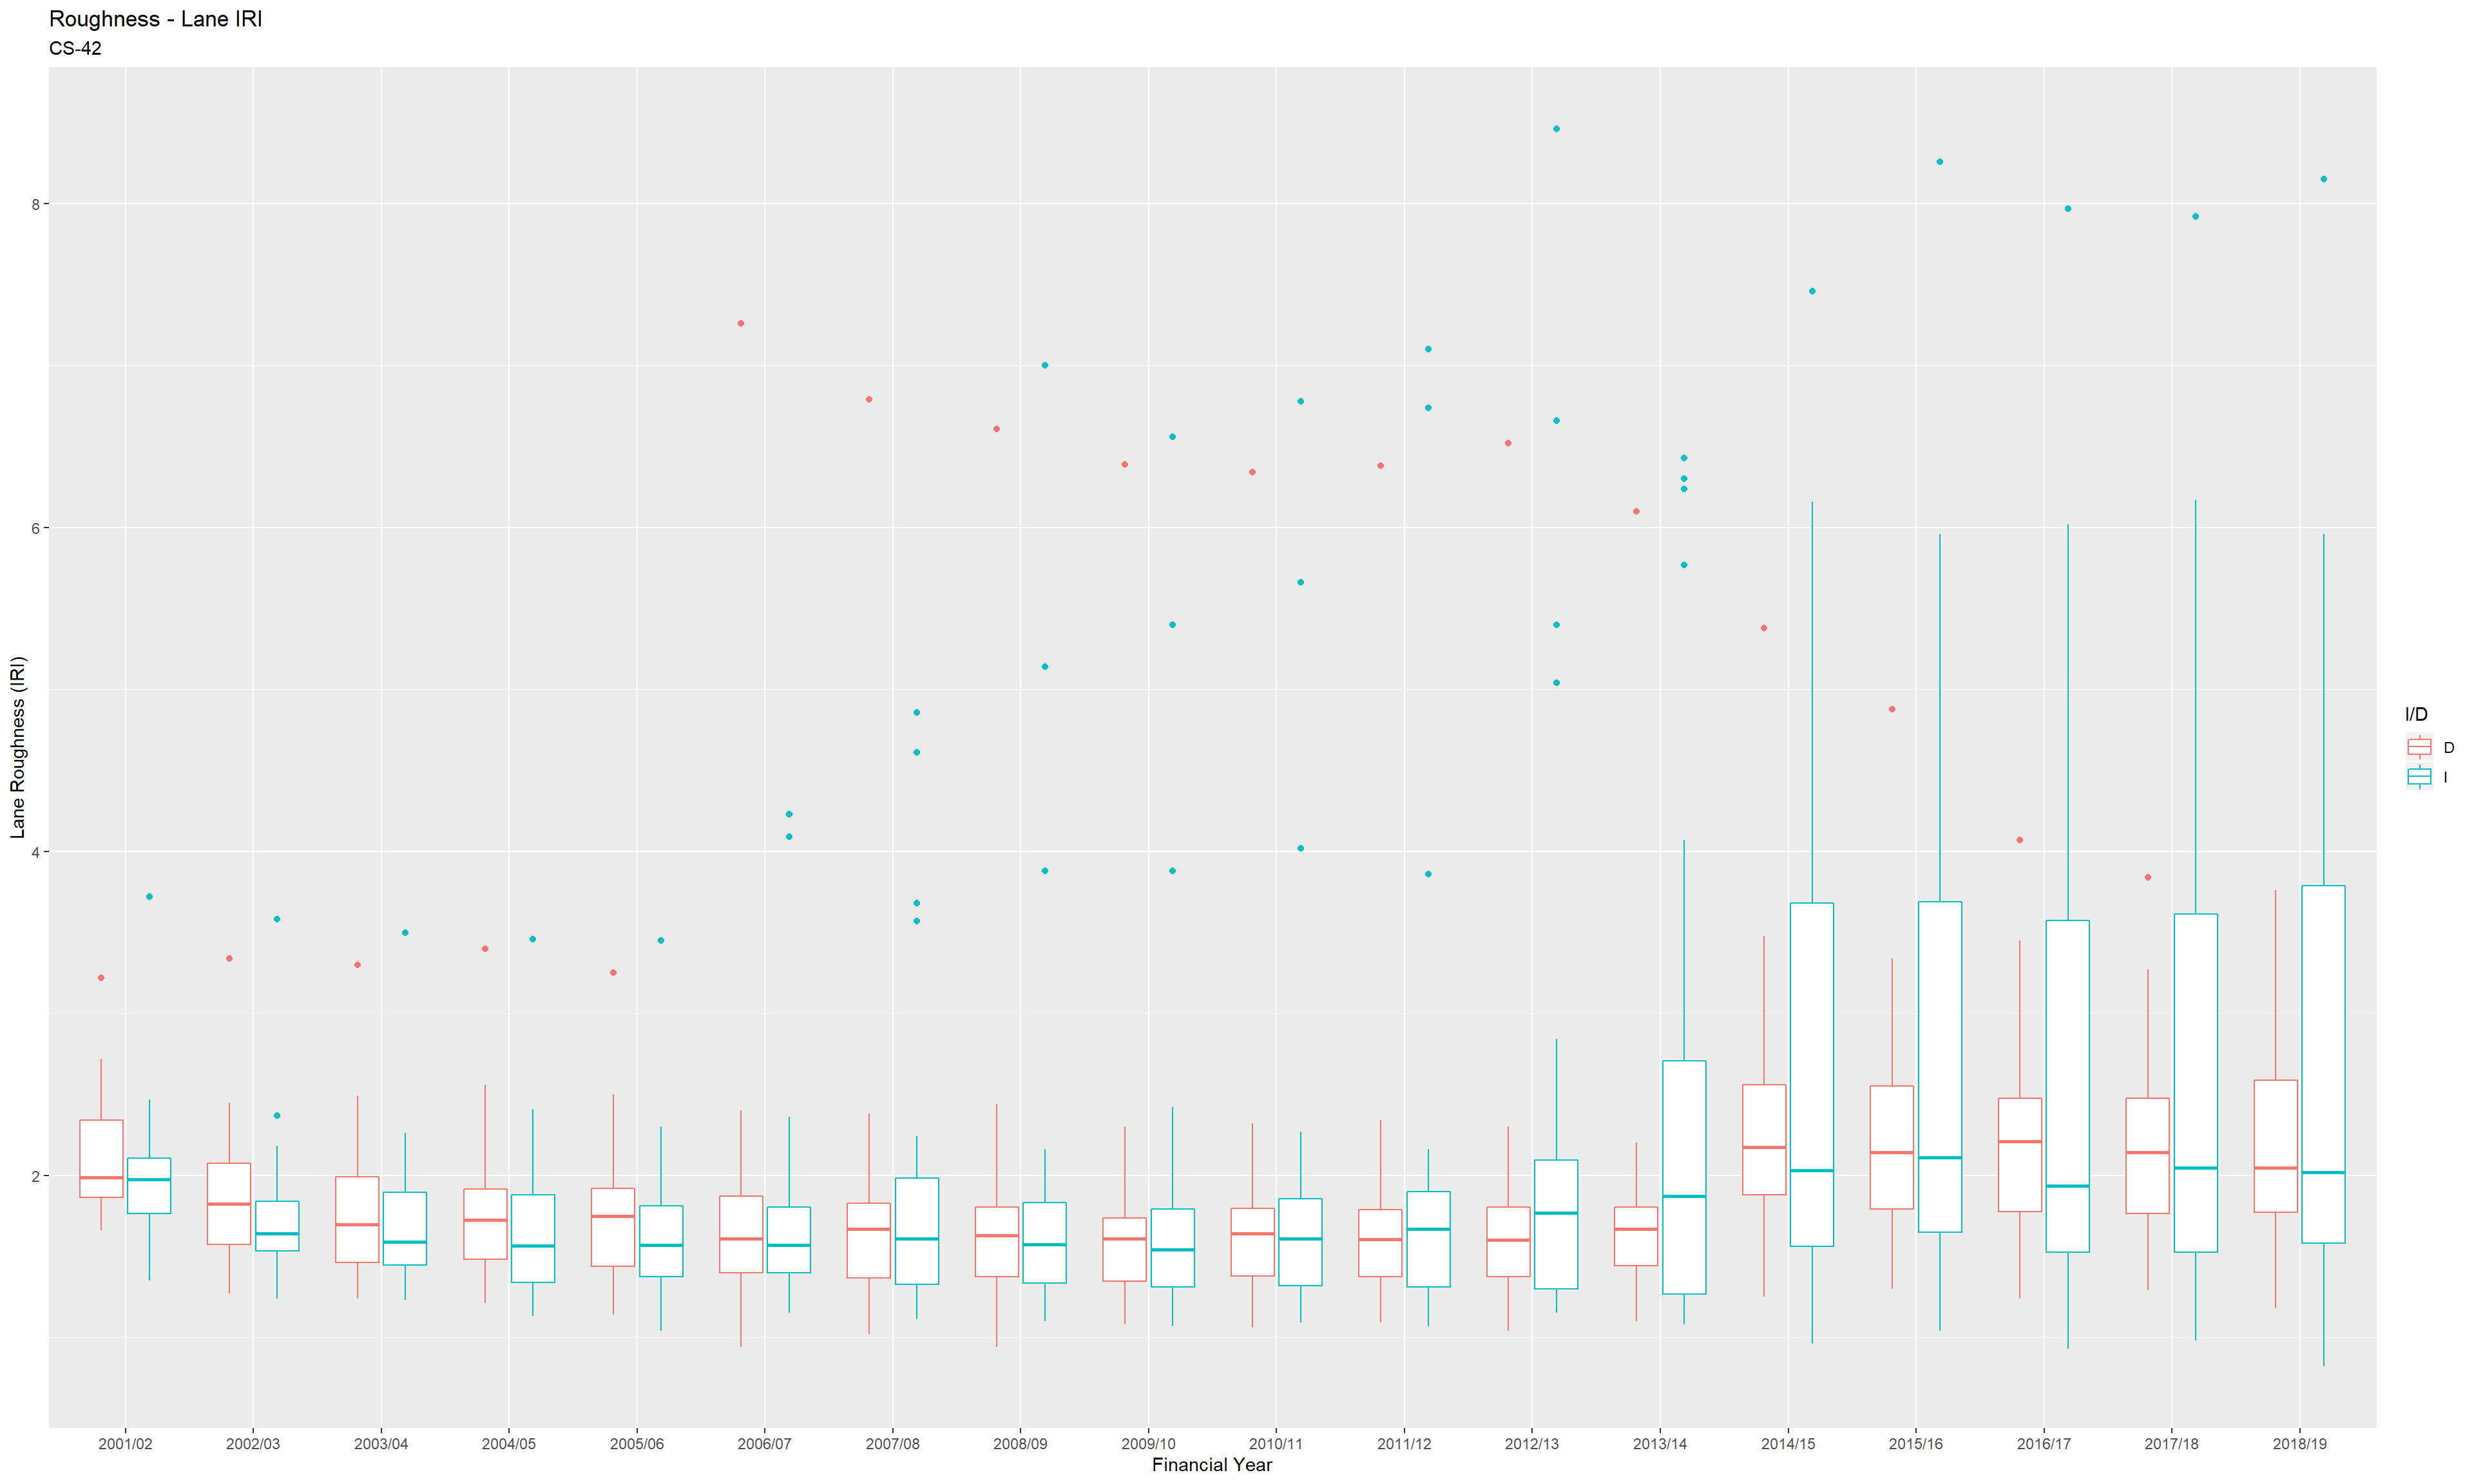 Roughness - Lane IRI
CS-42
Lane Roughness (IRI)
8
6
4
2
2001/02 2002/03 2003/04 2004/05 2005/06 2006/07 2007/08 2008/09 2009/10 2010/11 2011/12 2012/13 2013/14 2014/15 2015/16 2016/17 2017/18 2018/19
Financial Year
I/D
D
I